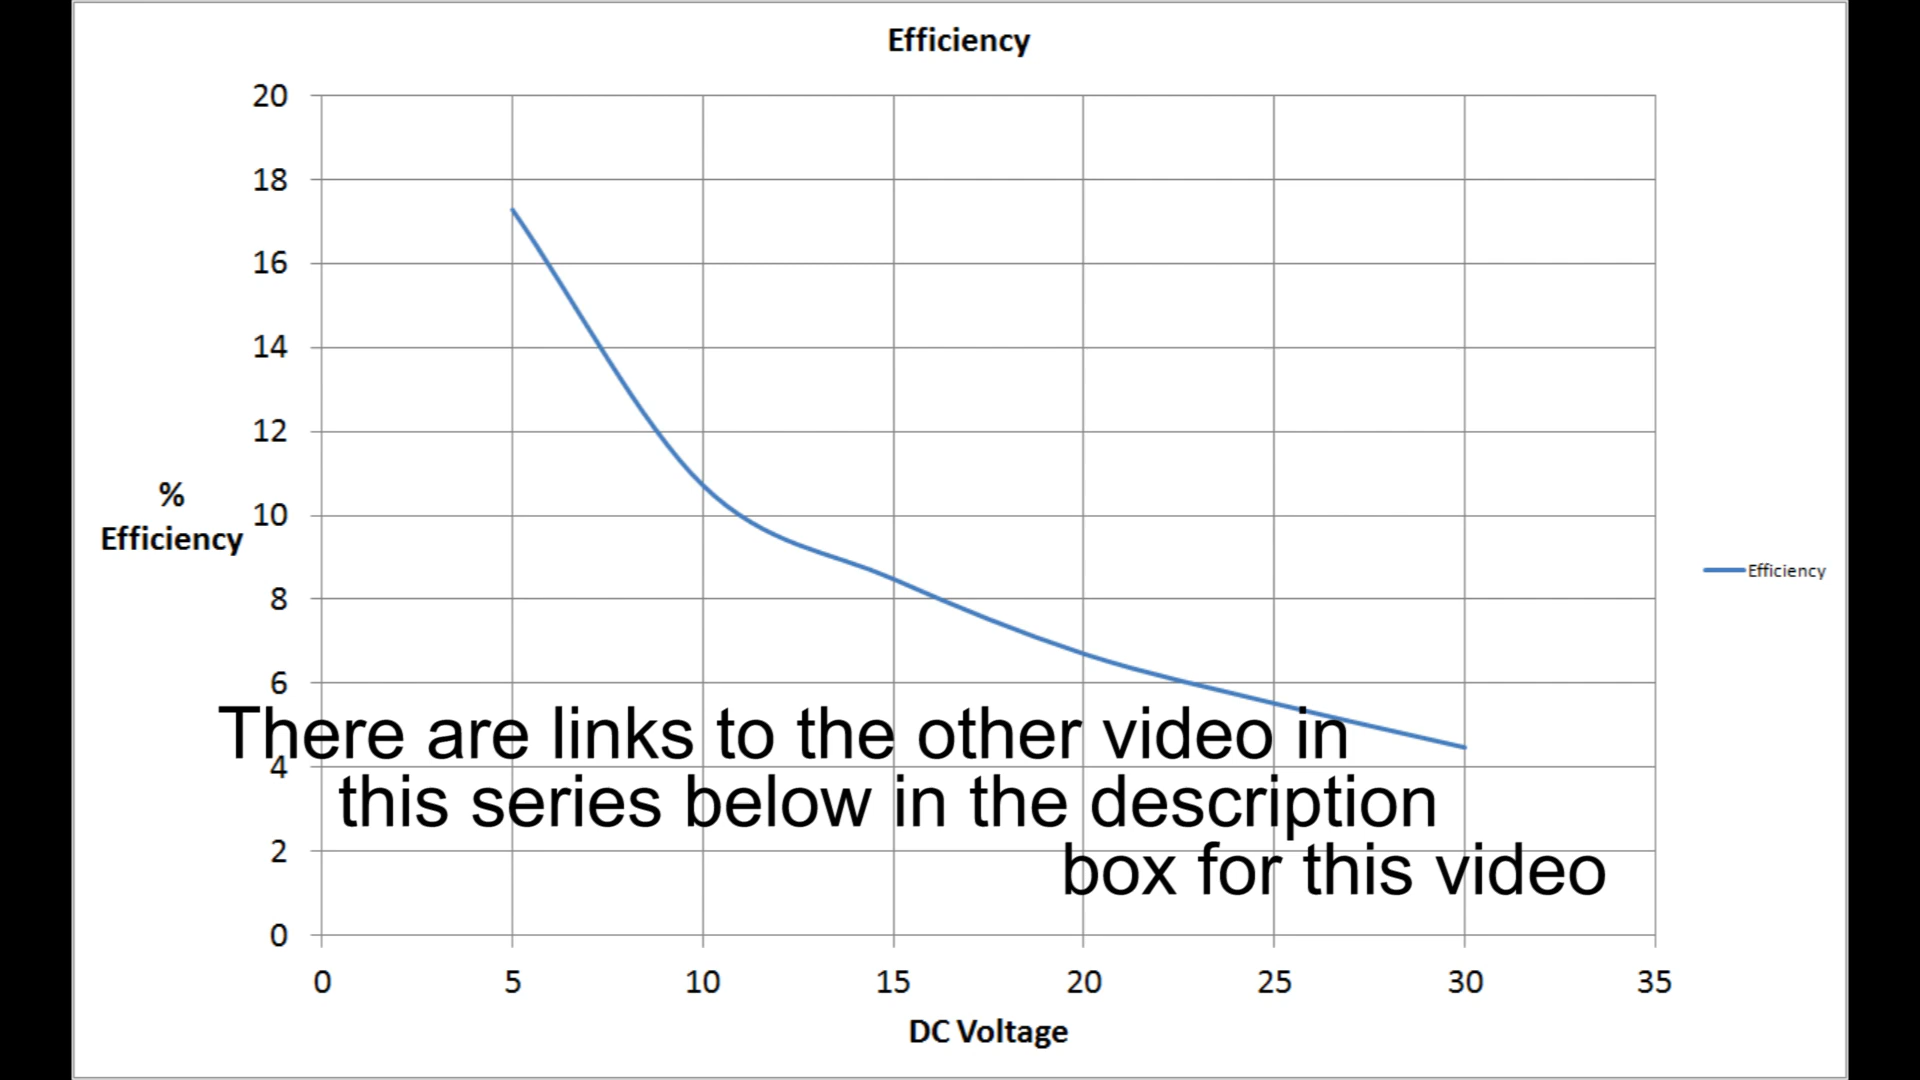 Efficiency
20
18
16
14
12
10
8
6
4
2
0
%
Efficiency
There are links to the other video in
this series below in the description
box for this video
Efficiency
0 5 10 15 20 25 30 35
DC Voltage